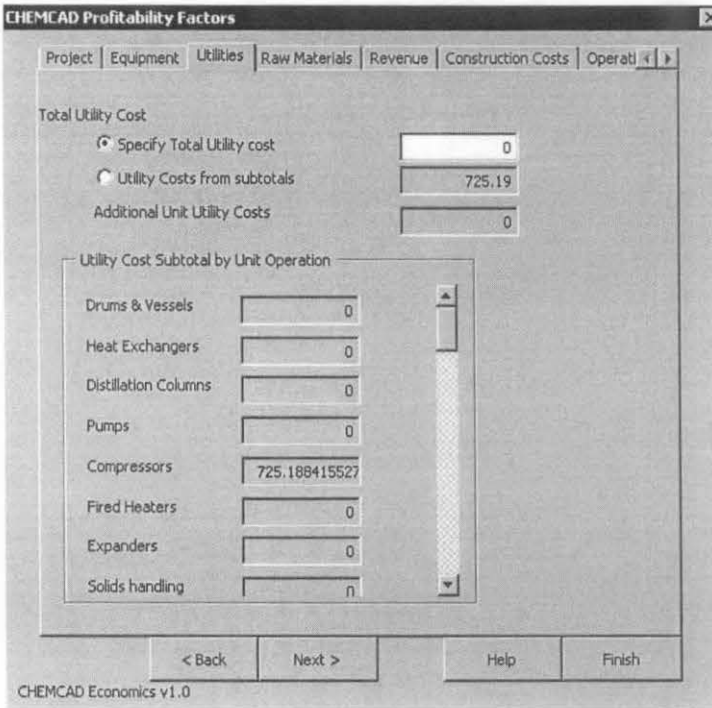 CHEMCAD Profitability Factors
Project Equipment Utilities Raw Materials Revenue Construction Costs Operati
Total Utility Cost
Specify Total Utility cost 0
Utility Costs from subtotals 725.19
Additional Unit Utility Costs 0
Utility Cost Subtotal by Unit Operation
Drums & Vessels 0
Heat Exchangers 0
Distillation Columns 0
Pumps 0
Compressors 725.188415527
Fired Heaters 0
Expanders 0
Solids handling 0
< Back Next > Help Finish
CHEMCAD Economics v1.0